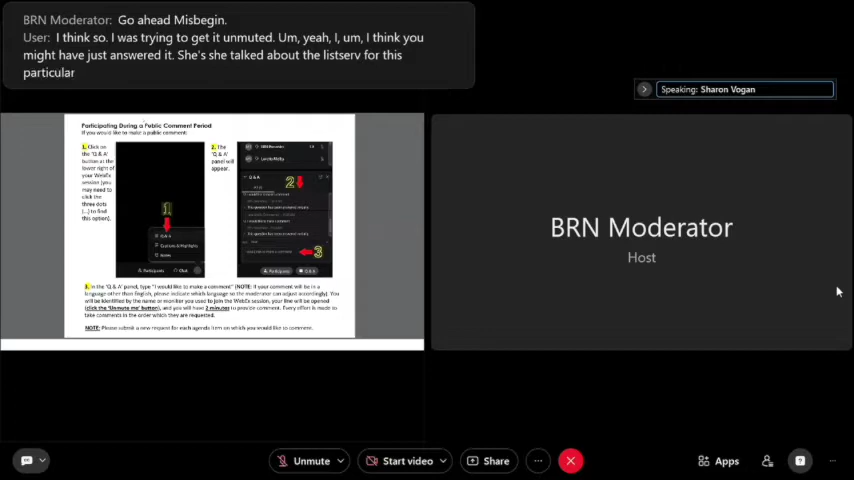 BRN Moderator: Go ahead Misbegin.
User: I think so. I was trying to get it unmuted. Um, yeah, I, um, I think you
might have just answered it. She's she talked about the listserv for this
particular
Speaking: Sharon Vogan
Participating During a Public Comment Period
If you would like to make a public comment:
1. Click on
the 'Q & A'
button at the
lower right of
your WebEx
session (you
may need to
click the
three dots
(...) to find
this option).
1
Q & A
Participants
Chat
2. The
'Q & A'
panel will
appear.
BRN Moderator
Q & A
2
3
Participants
Q & A
3. In the 'Q & A' panel, type "I would like to make a comment" (NOTE: If your comment will be in a
language other than English, please indicate which language so the moderator can adjust accordingly). You
will be identified by the name or moniker you used to join the WebEx session, your line will be opened
(click the 'Unmute me' button), and you will have 2 minutes to provide comment. Every effort is made to
take comments in the order which they are requested.
NOTE: Please submit a new request for each agenda item on which you would like to comment.
BRN Moderator
Host
Unmute
Start video
Share
Apps